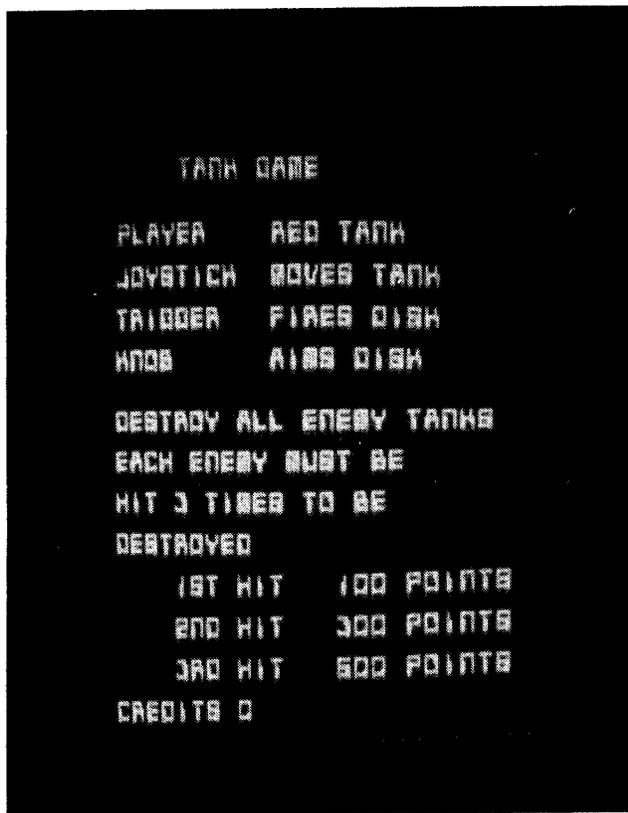 TANK GAME
PLAYER RED TANK
JOYSTICK MOVES TANK
TRIGGER FIRES DISK
KNOB AIMS DISK
DESTROY ALL ENEMY TANKS
EACH ENEMY MUST BE
HIT 3 TIMES TO BE
DESTROYED
1ST HIT 100 POINTS
2ND HIT 300 POINTS
3RD HIT 500 POINTS
CREDITS 0